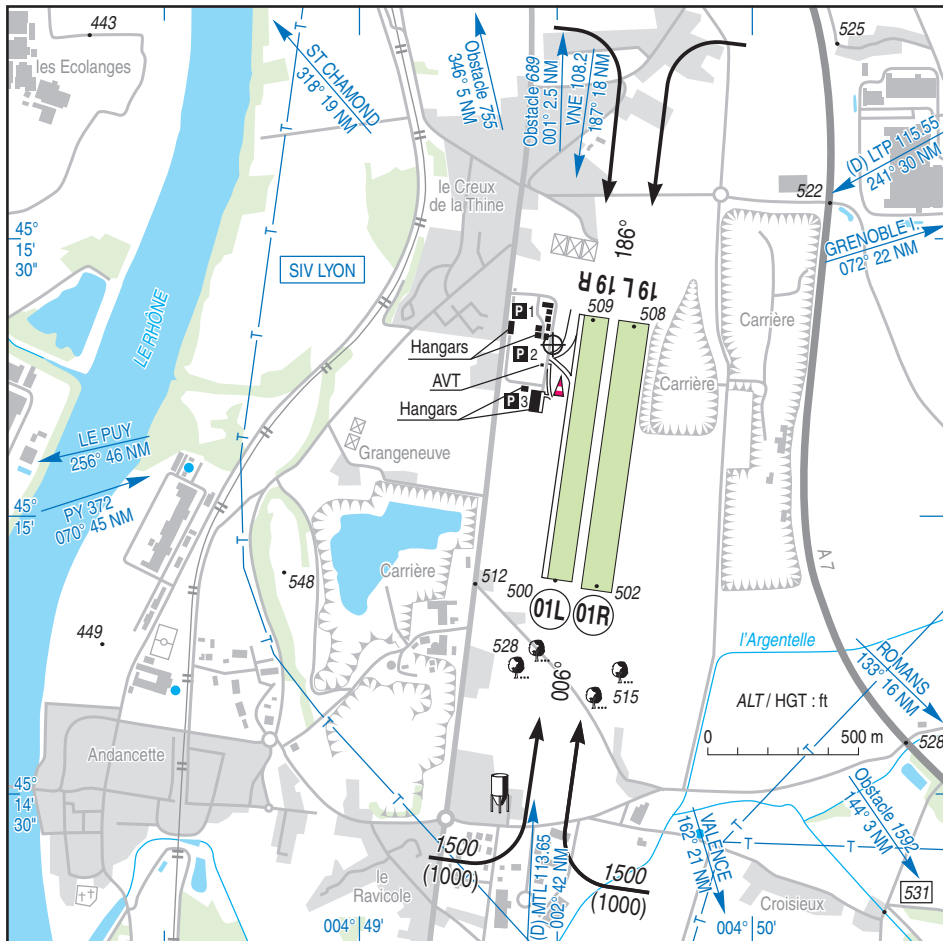 443
les Ecolanges
ST CHAMOND
318° 19 NM
Obstacle 755
346° 5 NM
Obstacle 689
001° 2.5 NM
VNE 108.2
187° 18 NM
525
(D) LTP 115.55
241° 30 NM
522
GRENOBLE I.
072° 22 NM
le Creux
de la Thine
45°
15'
30"
SIV LYON
LE RHÔNE
186°
19 L 19 R
509
508
P 1
Hangars
P 2
AVT
P 3
Hangars
Carrière
Carrière
LE PUY
256° 46 NM
Grangeneuve
PY 372
070° 45 NM
45°
15'
Carrière
A 7
548
512
500
502
01L
01R
449
528
515
006°
l'Argentelle
ROMANS
133° 16 NM
ALT / HGT : ft
0 500 m
528
Andancette
45°
14'
30"
Obstacle 1592
144° 3 NM
VALENCE
162° 21 NM
1500
(1000)
1500
(1000)
(D) MTL 113.65
002° 42 NM
le
Ravicole
Croisieux
531
004° 49'
004° 50'
T
T
T
T
T
T
T
T
T
T
T
T
T
T